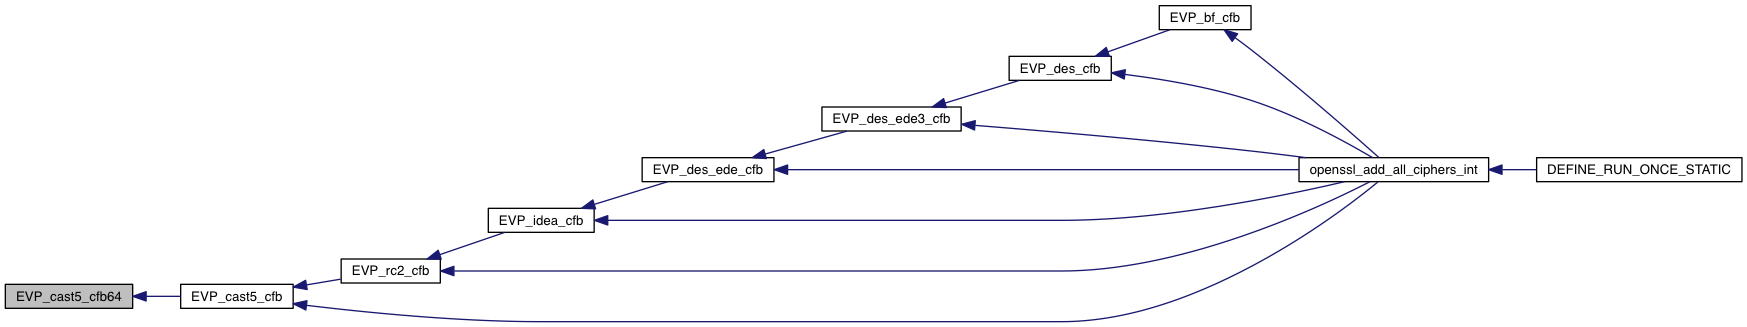 EVP_bf_cfb
EVP_des_cfb
EVP_des_ede3_cfb
EVP_des_ede_cfb
openssl_add_all_ciphers_int
DEFINE_RUN_ONCE_STATIC
EVP_idea_cfb
EVP_rc2_cfb
EVP_cast5_cfb64
EVP_cast5_cfb